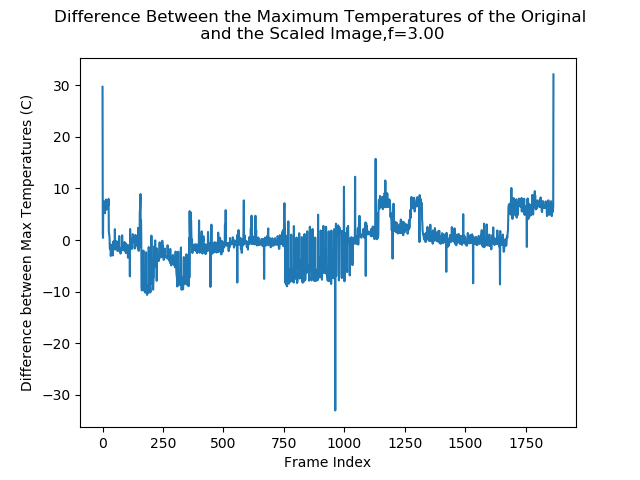 Difference Between the Maximum Temperatures of the Original
and the Scaled Image,f=3.00
Difference between Max Temperatures (C)
30
20
10
0
−10
−20
−30
0 250 500 750 1000 1250 1500 1750
Frame Index